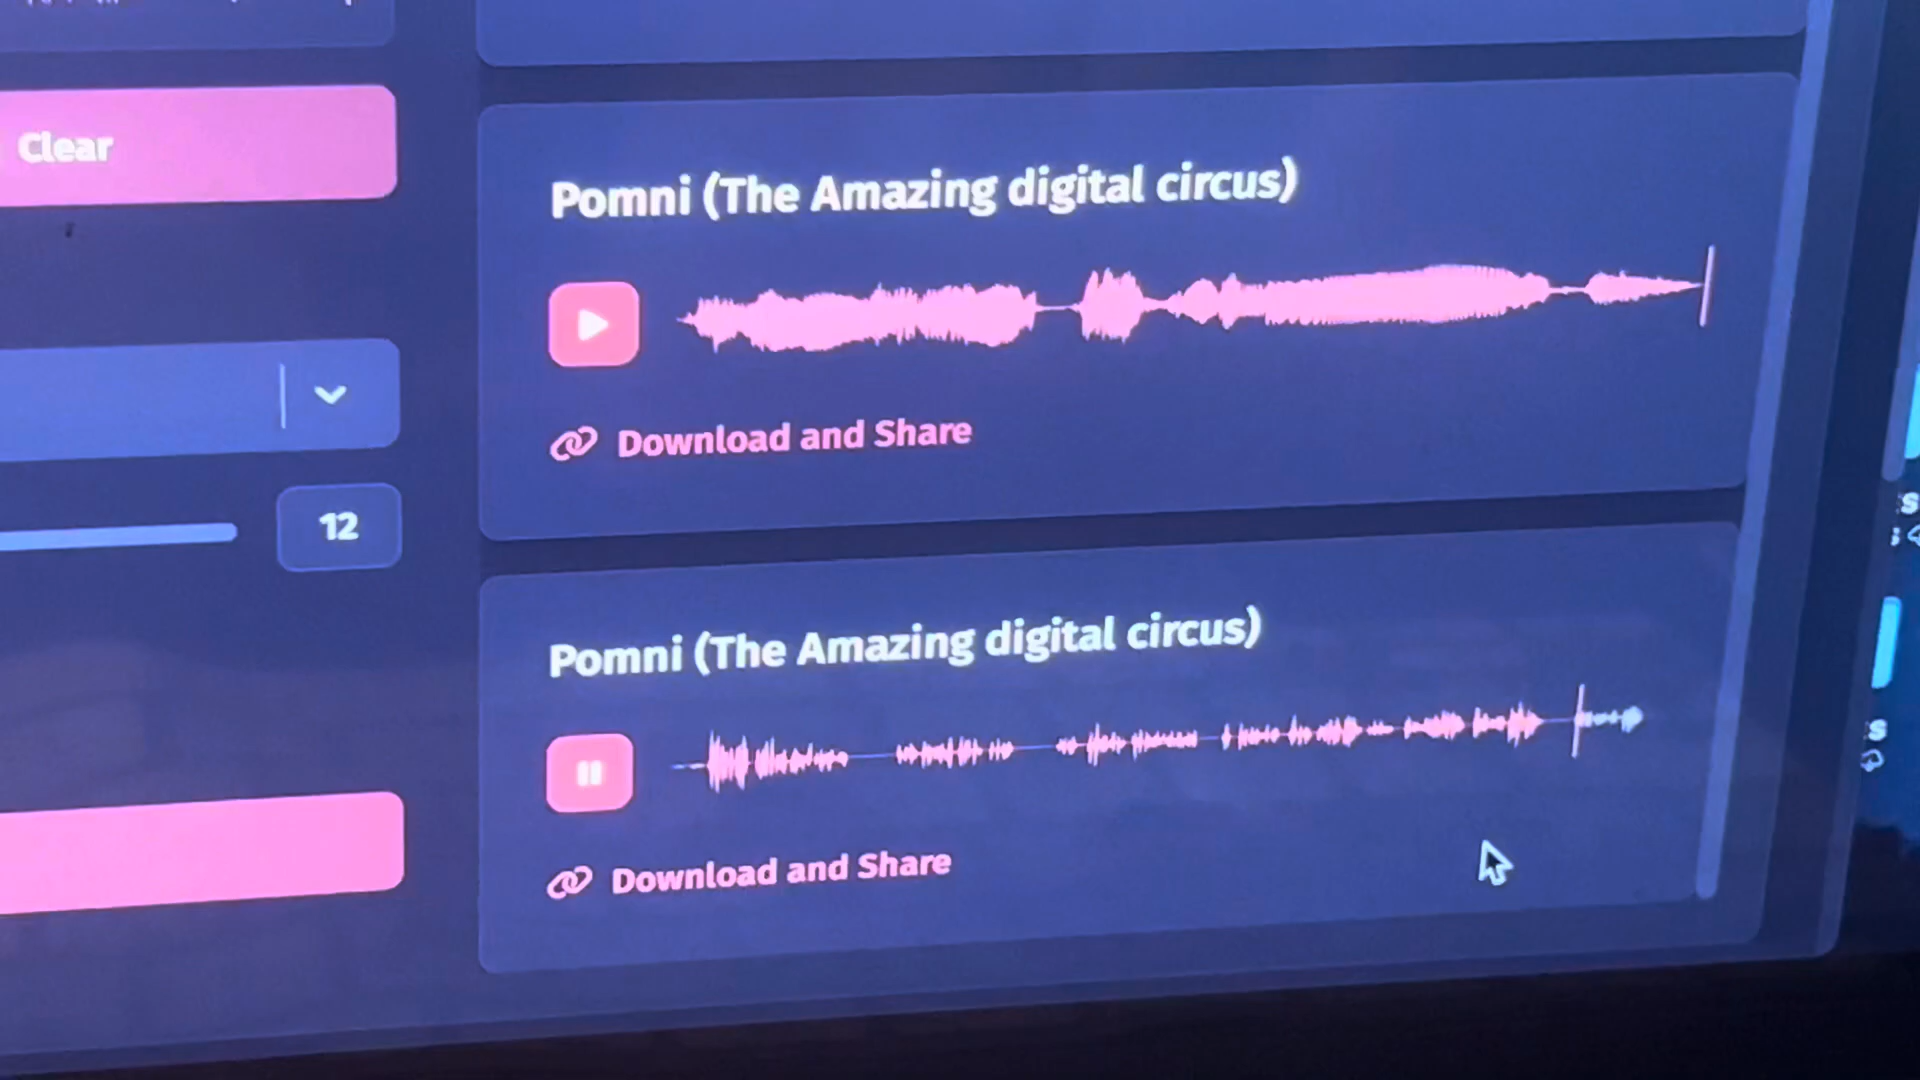 Clear
12
Pomni (The Amazing digital circus)
Download and Share
Pomni (The Amazing digital circus)
Download and Share